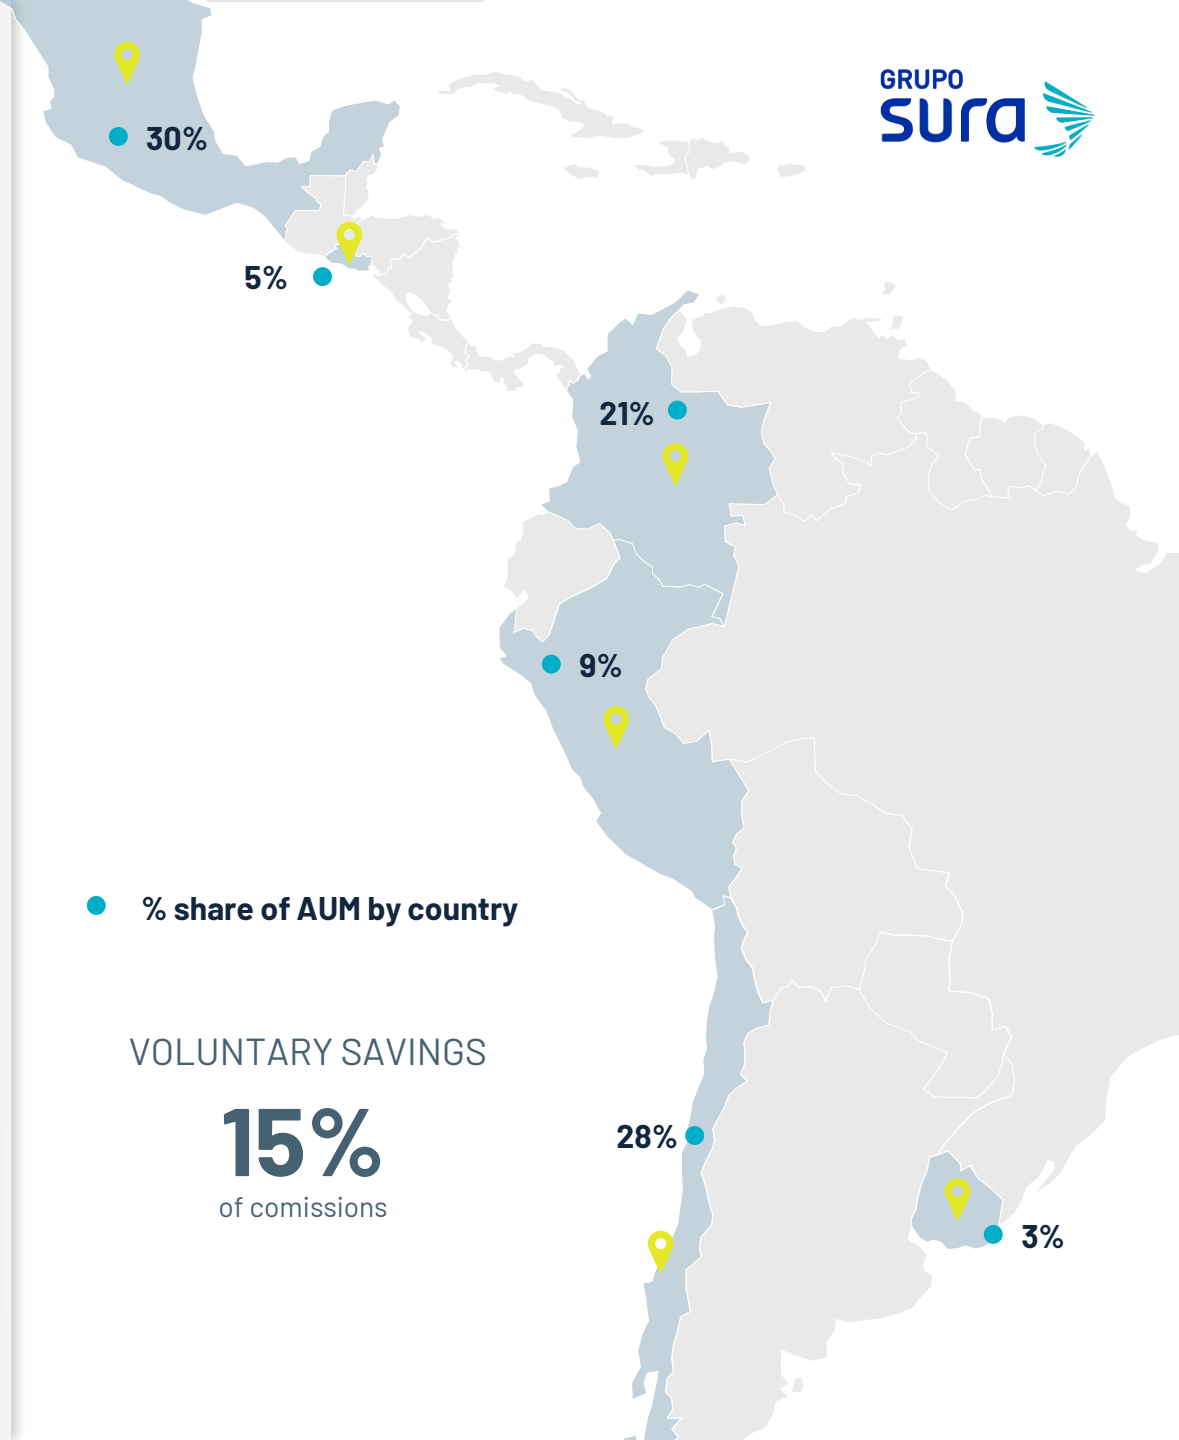 GRUPO
sura
30%
5%
21%
9%
% share of AUM by country
VOLUNTARY SAVINGS
15%
of comissions
28%
3%